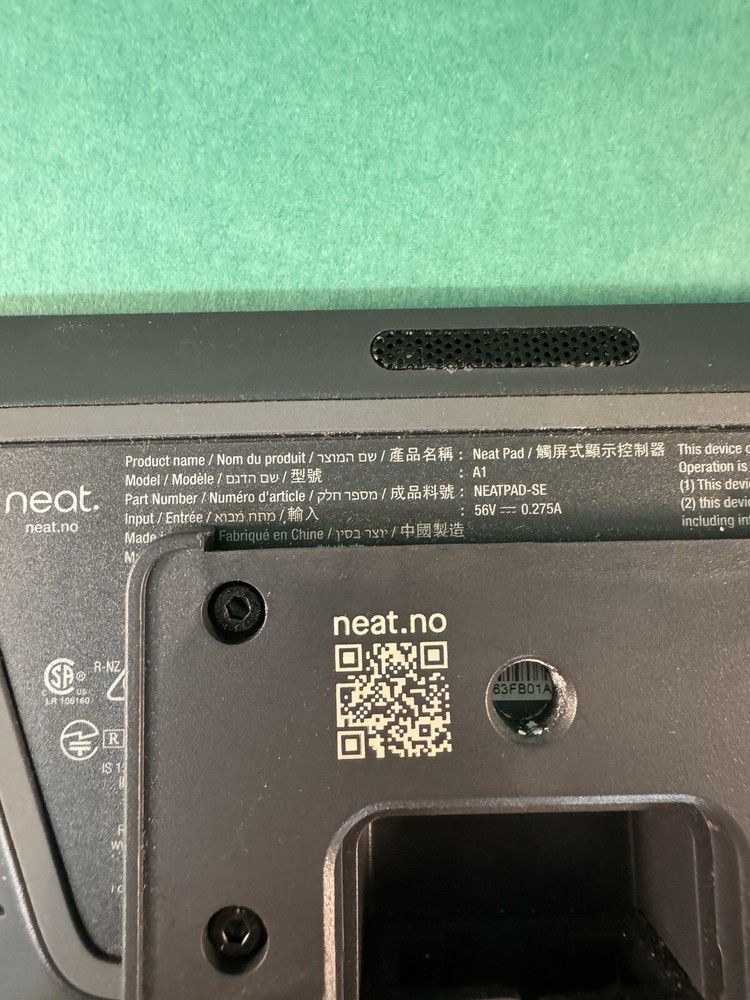 Product name / Nom du produit / שם המוצר / 產品名稱 : Neat Pad / 觸屏式顯示控制器
Model / Modèle / שם הדגם / 型號 : A1
Part Number / Numéro d'article / מספר חלק / 成品料號 : NEATPAD-SE
Input / Entrée / מתח מבוא / 輸入 : 56V ⎓ 0.275A
Made Fabriqué en Chine / יוצר בסין / 中國製造
neat.
neat.no
This device
Operation is
(1) This
(2) this
including
neat.no
63FB01A
SP® US
LR 105160
R-NZ
R